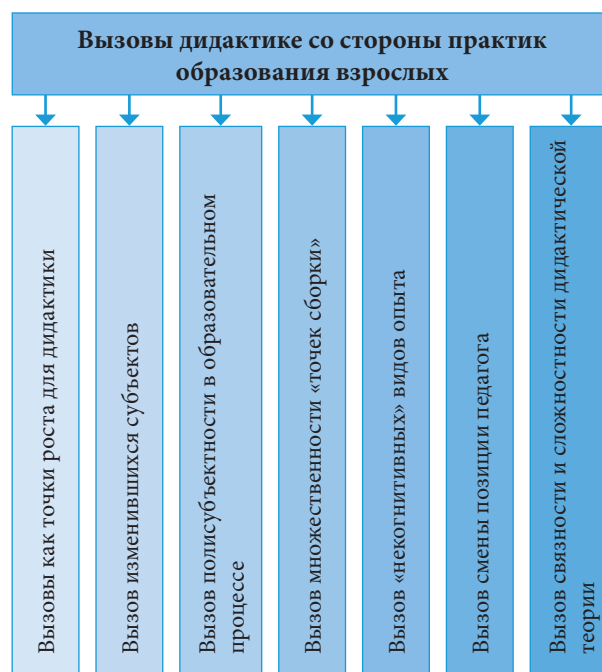 Вызовы дидактике со стороны практик
образования взрослых
Вызовы как точки роста для дидактики
Вызов изменившихся субъектов
Вызов полисубъектности в образовательном
процессе
Вызов множественности «точек сборки»
Вызов «некогнитивных» видов опыта
Вызов смены позиции педагога
Вызов связности и сложностности дидактической
теории